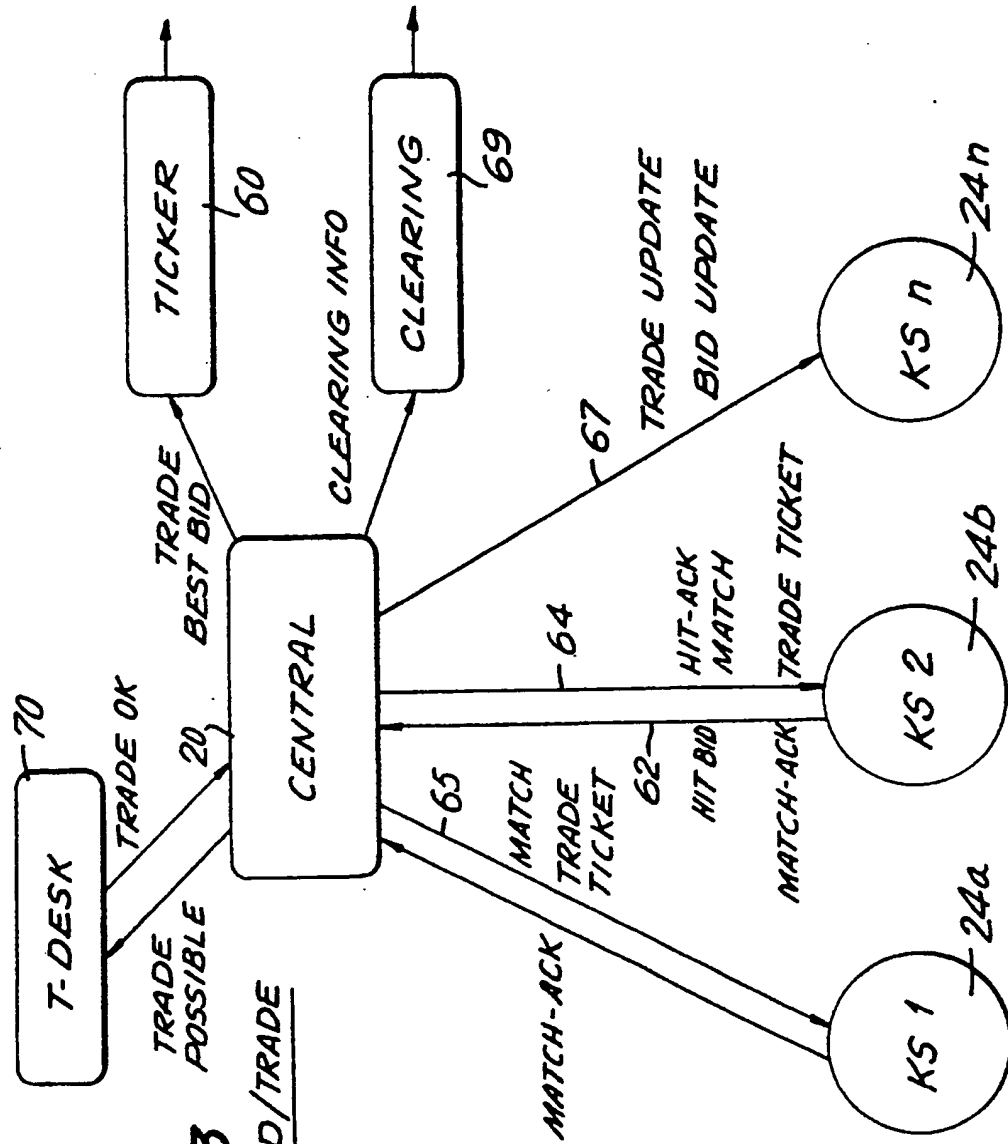 T-DESK
70
TRADE OK
TRADE
POSSIBLE
20
CENTRAL
TRADE
BEST BID
TICKER
60
CLEARING INFO
CLEARING
69
3
D/TRADE
MATCH-ACK
65
MATCH
TRADE
TICKET
62
HIT BID
MATCH-ACK
64
HIT-ACK
MATCH
TRADE TICKET
67
TRADE UPDATE
BID UPDATE
KS 1
24a
KS 2
24b
KS n
24n